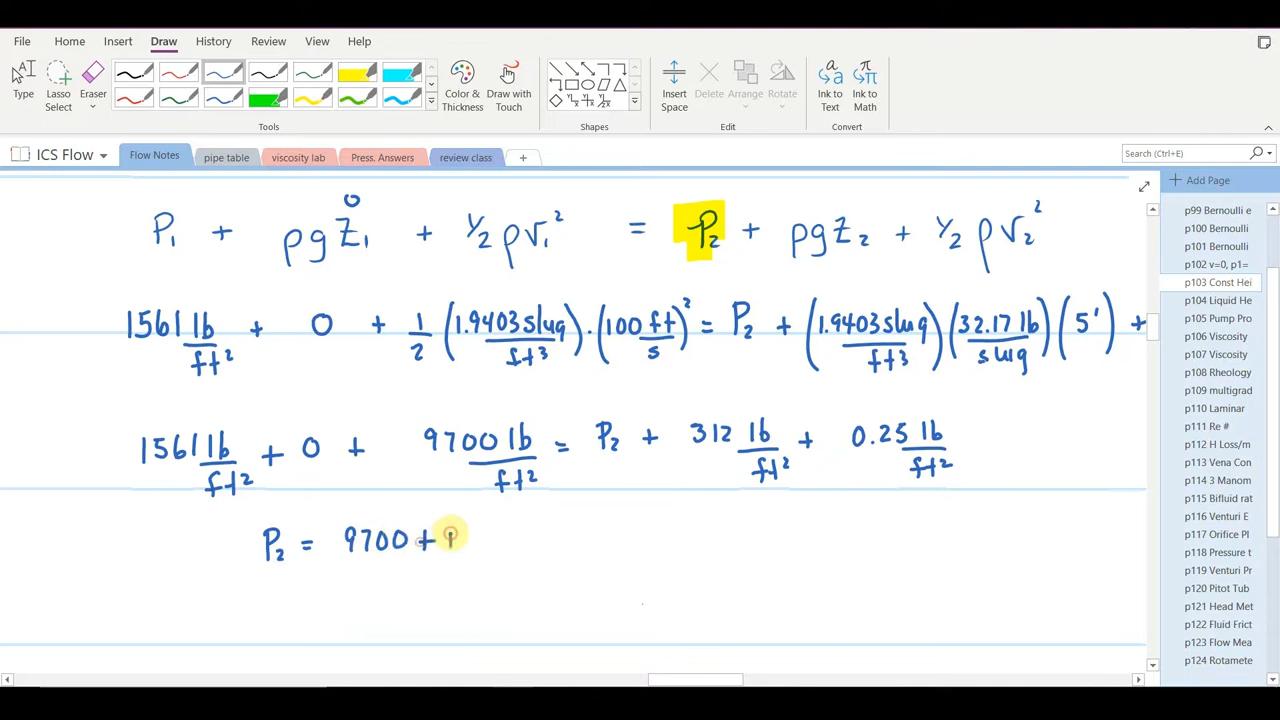 File Home Insert Draw History Review View Help
Type Lasso Select Eraser Color & Thickness Draw with Touch Insert Space Delete Arrange Rotate Ink to Text Ink to Math
Tools Shapes Edit Convert
ICS Flow Flow Notes pipe table viscosity lab Press. Answers review class + Search (Ctrl+E)
P₁ + ρgZ₁⁰ + ½ρv₁² = P₂ + ρgZ₂ + ½ρv₂²
1561 lb/ft² + 0 + 1/2 (1.9403 slug/ft³)·(100 ft/s)² = P₂ + (1.9403 slug/ft³)(32.17 lb/slug)(5') +
1561 lb/ft² + 0 + 9700 lb/ft² = P₂ + 312 lb/ft² + 0.25 lb/ft²
P₂ = 9700 +
Add Page
p99 Bernoulli e
p100 Bernoulli
p101 Bernoulli
p102 v=0, p1=
p103 Const Hei
p104 Liquid He
p105 Pump Pro
p106 Viscosity
p107 Viscosity
p108 Rheology
p109 multigrad
p110 Laminar
p111 Re #
p112 H Loss/m
p113 Vena Con
p114 3 Manom
p115 Bifluid rat
p116 Venturi E
p117 Orifice Pl
p118 Pressure t
p119 Venturi Pr
p120 Pitot Tub
p121 Head Met
p122 Fluid Frict
p123 Flow Mea
p124 Rotamete